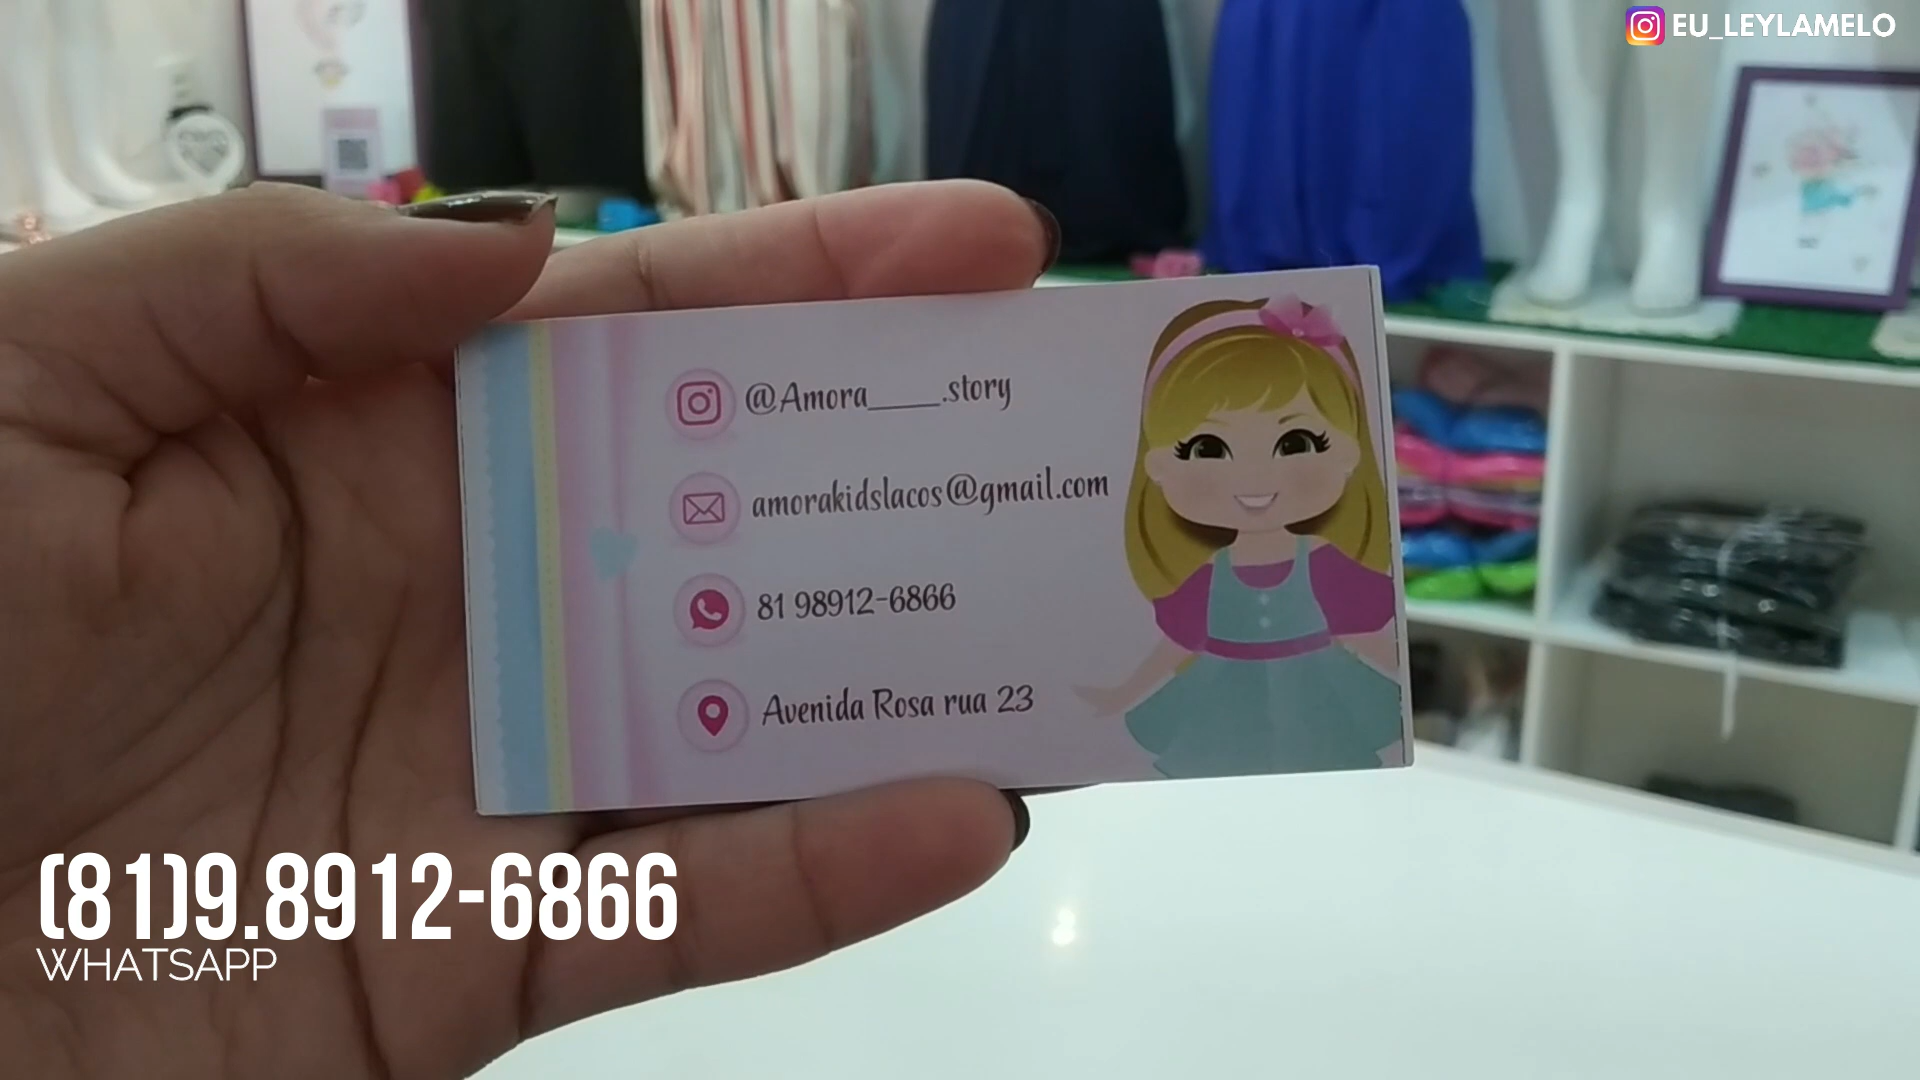 EU_LEYLAMELO
@Amora____.story
amorakidslacos@gmail.com
81 98912-6866
Avenida Rosa rua 23
(81)9.8912-6866
WHATSAPP